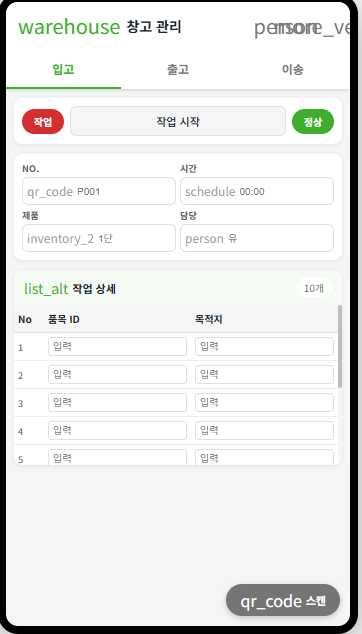 warehouse 창고 관리 person more_ve
입고 출고 이송
작업 작업 시작 정상
NO. 시간
qr_code P001 schedule 00:00
제품 담당
inventory_2 1단 person 유
list_alt 작업 상세 10개
No 품목 ID 목적지
1 입력 입력
2 입력 입력
3 입력 입력
4 입력 입력
5 입력 입력
qr_code 스캔